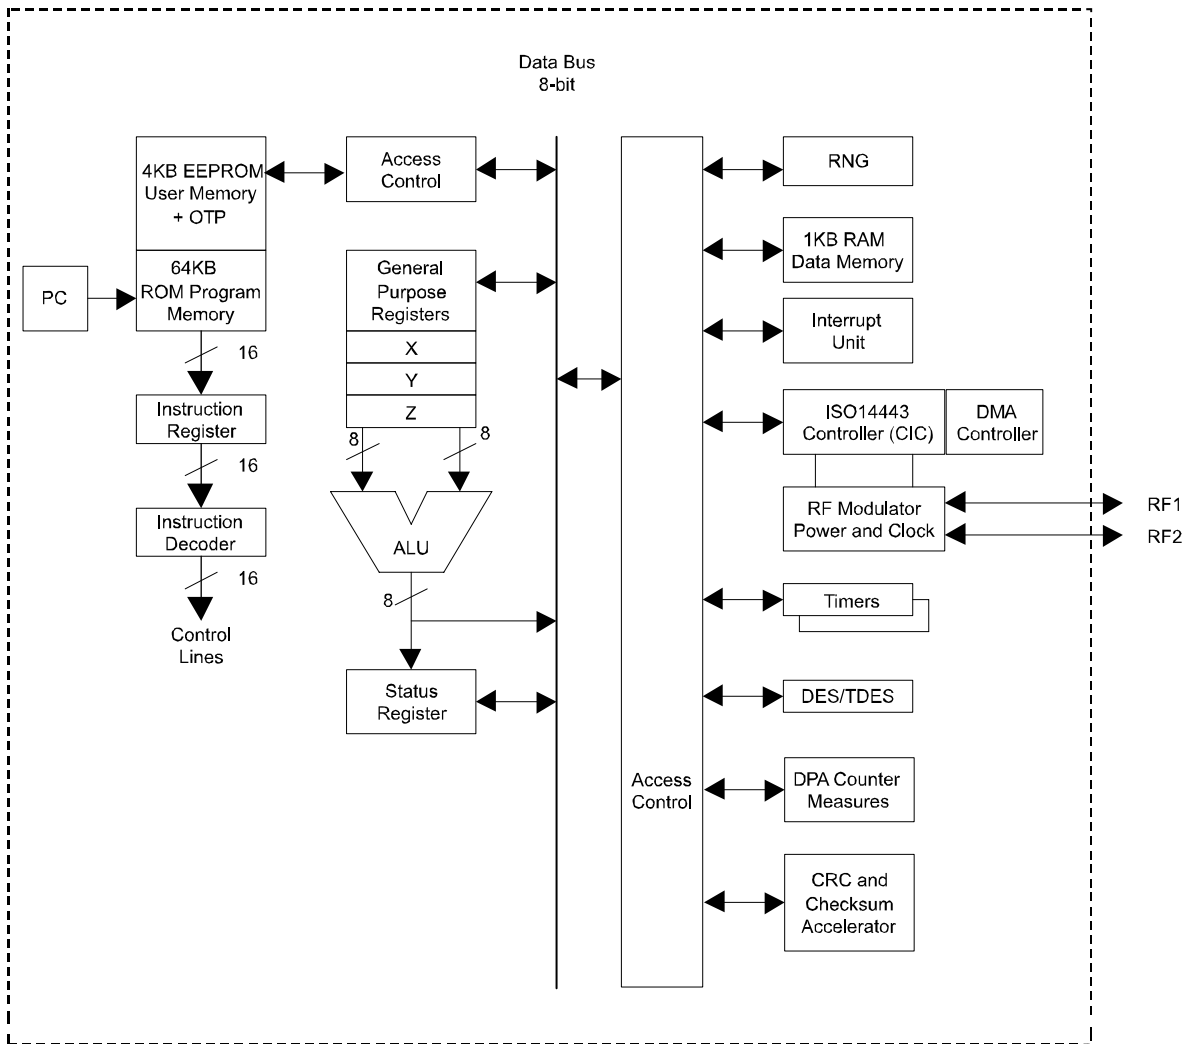 Data Bus
8-bit
4KB EEPROM
User Memory
+ OTP
Access
Control
RNG
1KB RAM
Data Memory
PC
64KB
ROM Program
Memory
General
Purpose
Registers
X
Y
Z
Interrupt
Unit
16
Instruction
Register
8
8
ISO14443
Controller (CIC)
DMA
Controller
16
Instruction
Decoder
ALU
RF Modulator
Power and Clock
RF1
RF2
16
Control
Lines
8
Timers
Status
Register
DES/TDES
Access
Control
DPA Counter
Measures
CRC and
Checksum
Accelerator